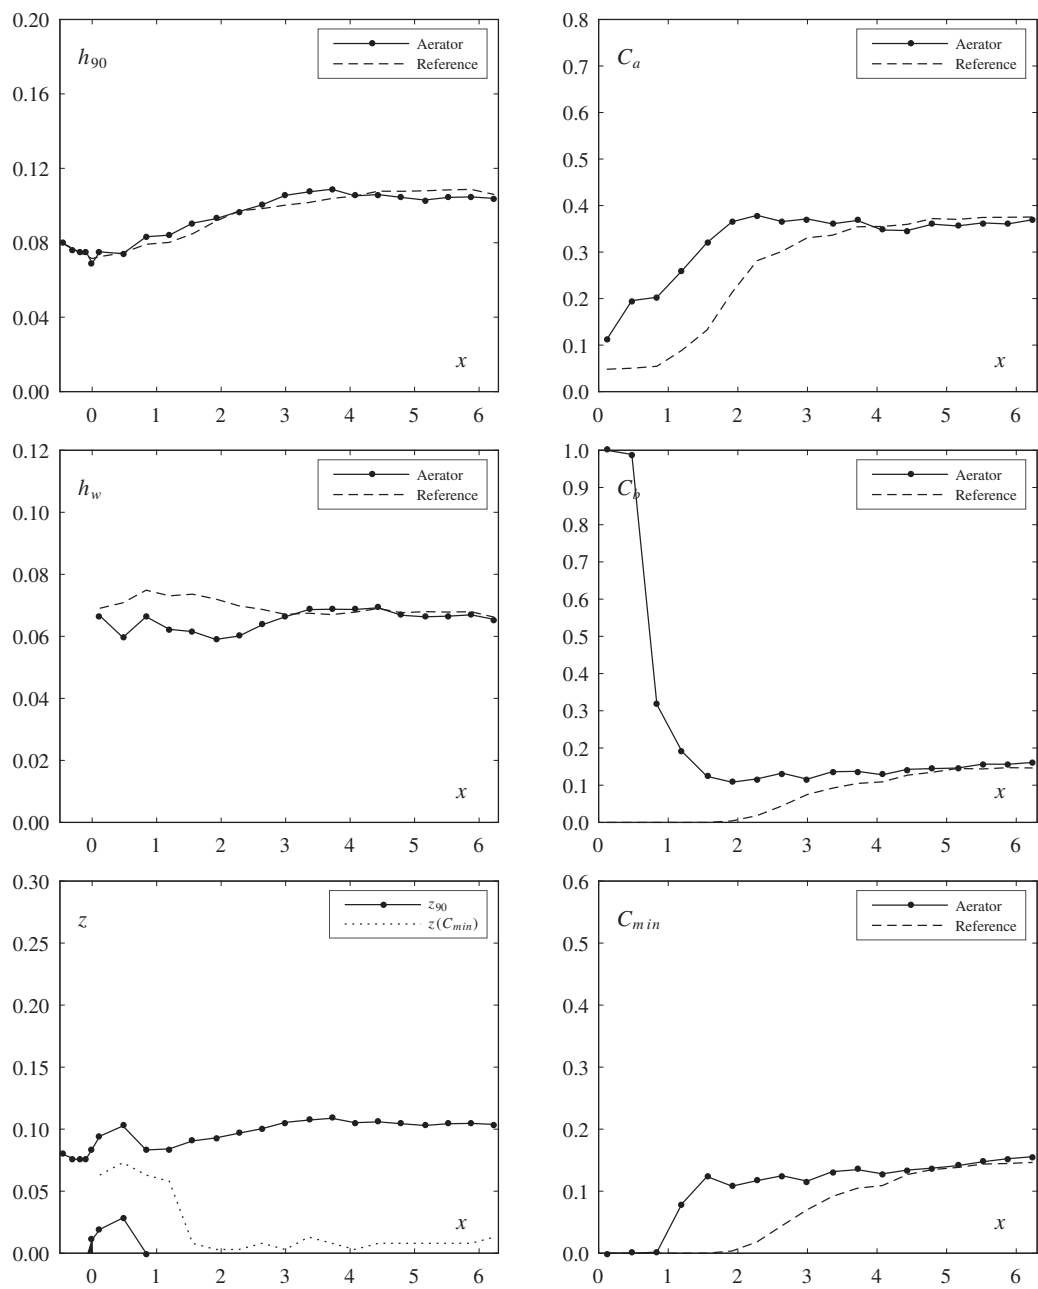 0.20
h90
Aerator
Reference
0.16
0.12
0.08
0.04
0.00
x
0 1 2 3 4 5 6
0.8
Ca
Aerator
Reference
0.7
0.6
0.5
0.4
0.3
0.2
0.1
0.0
x
0 1 2 3 4 5 6
0.12
hw
Aerator
Reference
0.10
0.08
0.06
0.04
0.02
0.00
x
0 1 2 3 4 5 6
1.0
Cb
Aerator
Reference
0.9
0.8
0.7
0.6
0.5
0.4
0.3
0.2
0.1
0.0
x
0 1 2 3 4 5 6
0.30
z
z90
z(Cmin)
0.25
0.20
0.15
0.10
0.05
0.00
x
0 1 2 3 4 5 6
0.6
Cmin
Aerator
Reference
0.5
0.4
0.3
0.2
0.1
0.0
x
0 1 2 3 4 5 6